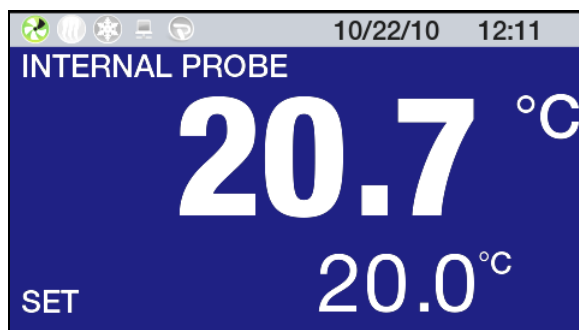 10/22/10 12:11
INTERNAL PROBE
20.7 °C
SET 20.0 °C